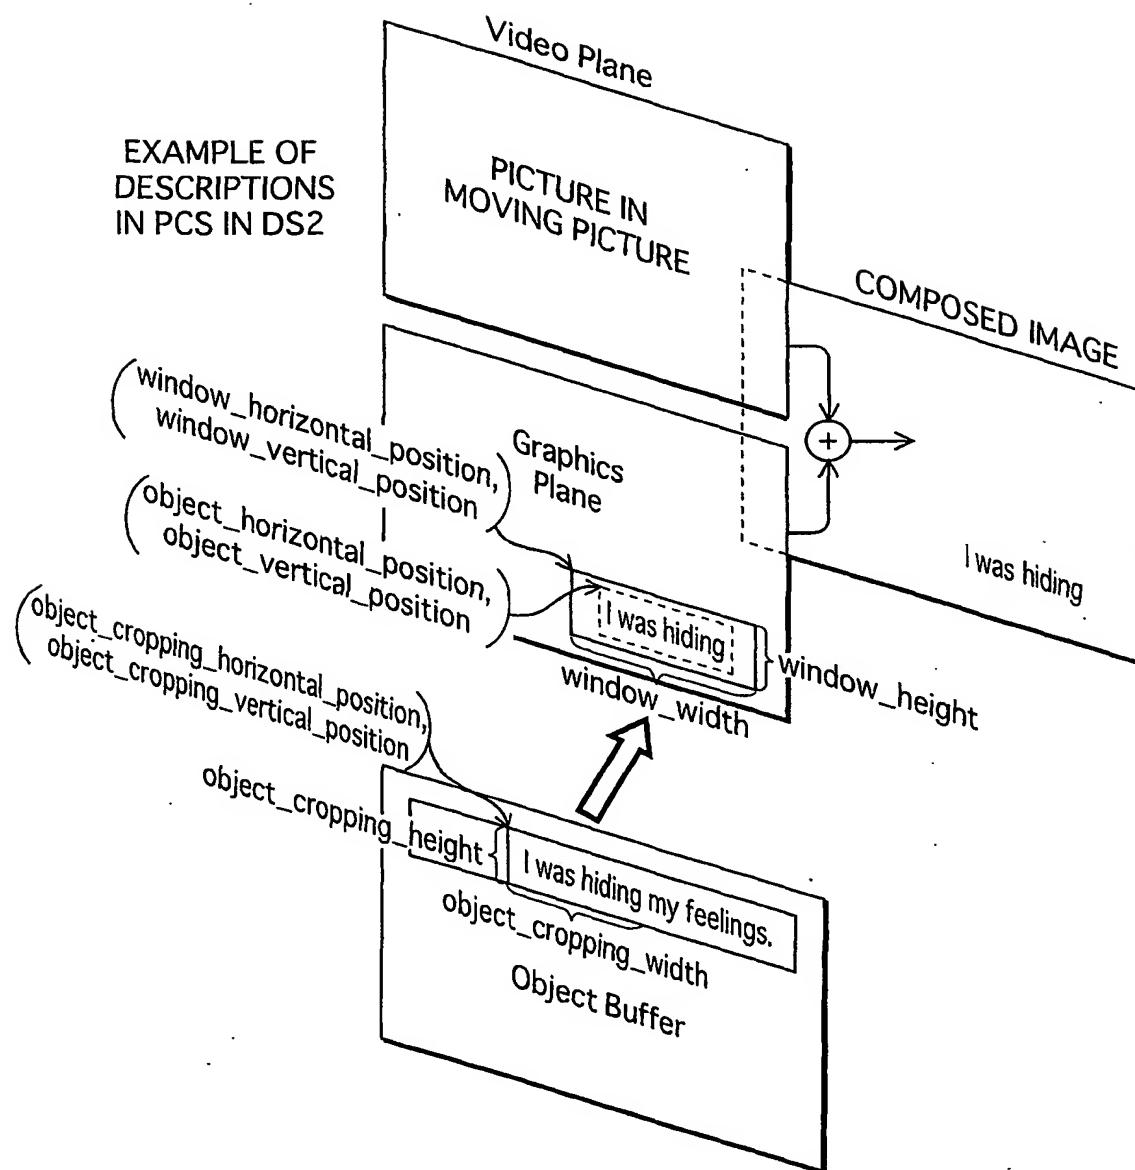 Video Plane
EXAMPLE OF
DESCRIPTIONS
IN PCS IN DS2
PICTURE IN
MOVING PICTURE
COMPOSED IMAGE
(window_horizontal_position,
window_vertical_position)
Graphics
Plane
+
(object_horizontal_position,
object_vertical_position)
I was hiding
I was hiding
(object_cropping_horizontal_position,
object_cropping_vertical_position)
window_height
window_width
object_cropping_height
I was hiding my feelings.
object_cropping_width
Object Buffer